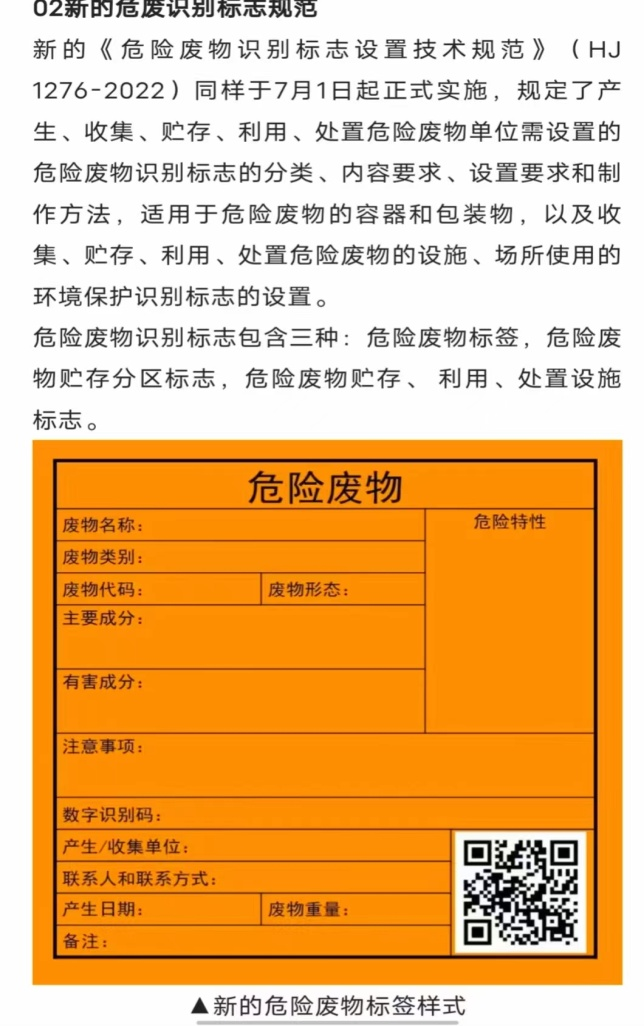 02新的危废识别标志规范
新的《危险废物识别标志设置技术规范》（HJ
1276-2022）同样于7月1日起正式实施，规定了产
生、收集、贮存、利用、处置危险废物单位需设置的
危险废物识别标志的分类、内容要求、设置要求和制
作方法，适用于危险废物的容器和包装物，以及收
集、贮存、利用、处置危险废物的设施、场所使用的
环境保护识别标志的设置。
危险废物识别标志包含三种：危险废物标签，危险废
物贮存分区标志，危险废物贮存、 利用、处置设施
标志。
危险废物
废物名称：
危险特性
废物类别：
废物代码：
废物形态：
主要成分：
有害成分：
注意事项：
数字识别码：
产生/收集单位：
联系人和联系方式：
产生日期：
废物重量：
备注：
▲新的危险废物标签样式